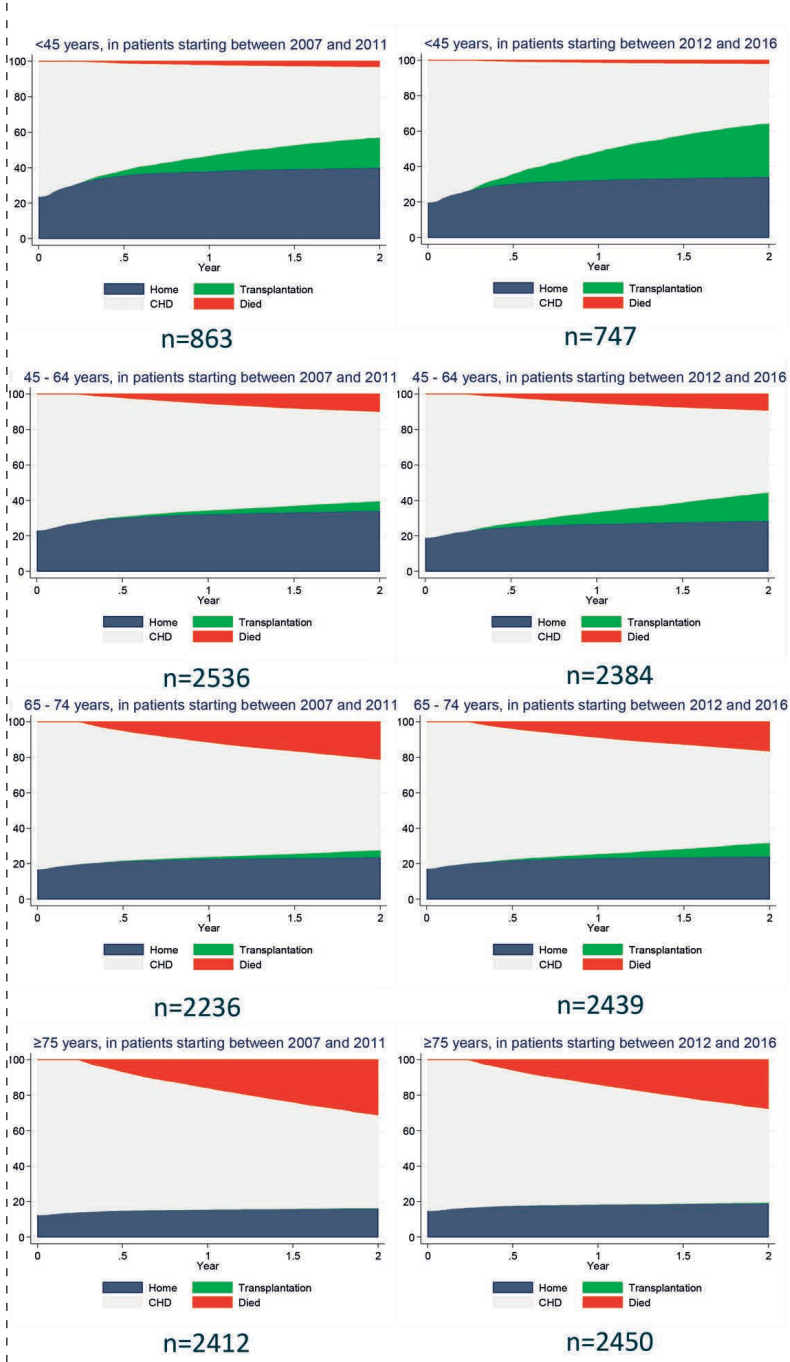 <45 years, in patients starting between 2007 and 2011
100
80
60
40
20
0
0 .5 1 1.5 2
Year
Home Transplantation
CHD Died
n=863
<45 years, in patients starting between 2012 and 2016
100
80
60
40
20
0
0 .5 1 1.5 2
Year
Home Transplantation
CHD Died
n=747
45 - 64 years, in patients starting between 2007 and 2011
100
80
60
40
20
0
0 .5 1 1.5 2
Year
Home Transplantation
CHD Died
n=2536
45 - 64 years, in patients starting between 2012 and 2016
100
80
60
40
20
0
0 .5 1 1.5 2
Year
Home Transplantation
CHD Died
n=2384
65 - 74 years, in patients starting between 2007 and 2011
100
80
60
40
20
0
0 .5 1 1.5 2
Year
Home Transplantation
CHD Died
n=2236
65 - 74 years, in patients starting between 2012 and 2016
100
80
60
40
20
0
0 .5 1 1.5 2
Year
Home Transplantation
CHD Died
n=2439
≥75 years, in patients starting between 2007 and 2011
100
80
60
40
20
0
0 .5 1 1.5 2
Year
Home Transplantation
CHD Died
n=2412
≥75 years, in patients starting between 2012 and 2016
100
80
60
40
20
0
0 .5 1 1.5 2
Year
Home Transplantation
CHD Died
n=2450